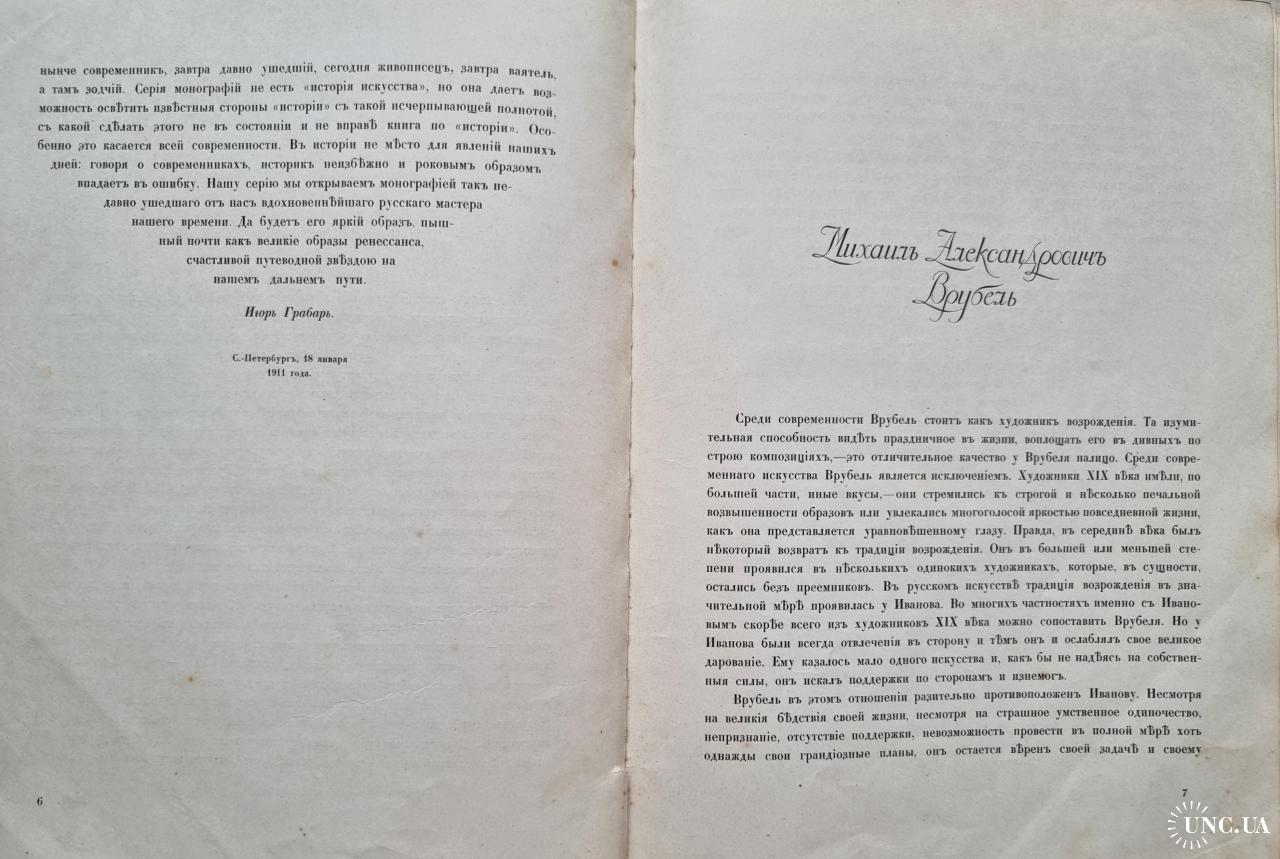 нынче современникъ, завтра давно ушедшій, сегодня живописецъ, завтра ваятель,
а тамъ зодчій. Серія монографій не есть «исторія искусства», но она даетъ воз-
можность освѣтить извѣстныя стороны «исторіи» съ такой исчерпывающей полнотой,
съ какой сдѣлать этого не въ состояніи и не вправѣ книга по «исторіи». Осо-
бенно это касается всей современности. Въ исторіи не мѣсто для явленій нашихъ
дней: говоря о современникахъ, историкъ неизбѣжно и роковымъ образомъ
впадаетъ въ ошибку. Нашу серію мы открываемъ монографіей такъ не-
давно ушедшаго отъ насъ вдохновеннѣйшаго русскаго мастера
нашего времени. Да будетъ его яркій образъ, пыш-
ный почти какъ великіе образы ренессанса,
счастливой путеводной звѣздою на
нашемъ дальнемъ пути.
Игорь Грабарь.
С.-Петербургъ, 18 января
1911 года.
6
Михаилъ Александровичъ
Врубель
Среди современности Врубель стоитъ какъ художникъ возрожденія. Та изуми-
тельная способность видѣть праздничное въ жизни, воплощать его въ дивныхъ по
строю композиціяхъ,—это отличительное качество у Врубеля налицо. Среди совре-
меннаго искусства Врубель является исключеніемъ. Художники XIX вѣка имѣли, по
большей части, иные вкусы,—они стремились къ строгой и нѣсколько печальной
возвышенности образовъ или увлекались многоголосой яркостью повседневной жизни,
какъ она представляется уравновѣшенному глазу. Правда, въ серединѣ вѣка былъ
нѣкоторый возвратъ къ традиціи возрожденія. Онъ въ большей или меньшей сте-
пени проявился въ нѣсколькихъ одинокихъ художникахъ, которые, въ сущности,
остались безъ преемниковъ. Въ русскомъ искусствѣ традиція возрожденія въ зна-
чительной мѣрѣ проявилась у Иванова. Во многихъ частностяхъ именно съ Ивано-
вымъ скорѣе всего изъ художниковъ XIX вѣка можно сопоставить Врубеля. Но у
Иванова были всегда отвлеченія въ сторону и тѣмъ онъ и ослаблялъ свое великое
дарованіе. Ему казалось мало одного искусства и, какъ бы не надѣясь на собствен-
ныя силы, онъ искалъ поддержки по сторонамъ и изнемогъ.
Врубель въ этомъ отношеніи разительно противоположенъ Иванову. Несмотря
на великія бѣдствія своей жизни, несмотря на страшное умственное одиночество,
непризнаніе, отсутствіе поддержки, невозможность провести въ полной мѣрѣ хоть
однажды свои грандіозные планы, онъ остается вѣренъ своей задачѣ и своему
7
UNC.UA